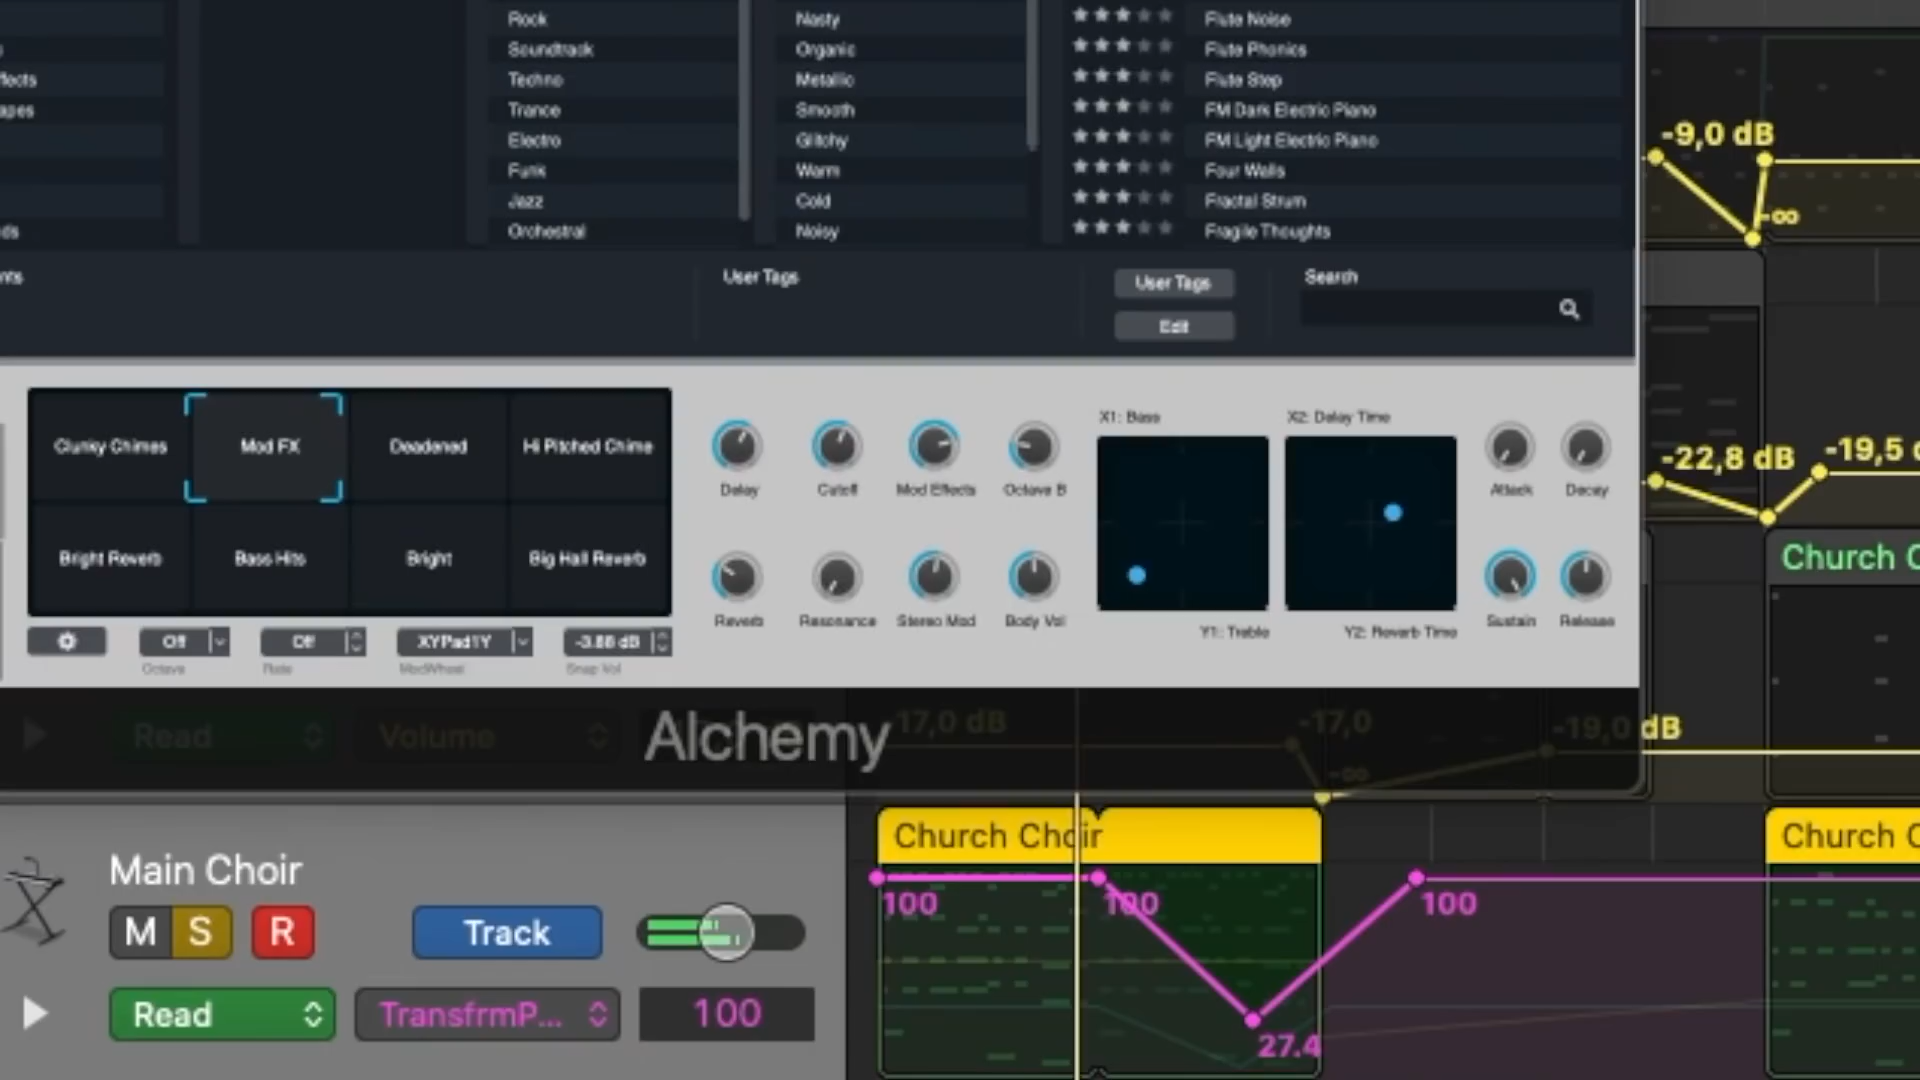 Rock
Nasty
Flute Noise
Soundtrack
Organic
Flute Phonics
Techno
Metallic
Flute Step
Trance
Smooth
FM Dark Electric Piano
Electro
Glitchy
FM Light Electric Piano
-9,0 dB
Funk
Warm
Four Walls
Jazz
Cold
Fractal Strum
-∞
Orchestral
Noisy
Fragile Thoughts
User Tags
User Tags
Search
Edit
X1: Bass
X2: Delay Time
Clunky Chimes
Mod FX
Deadened
Hi Pitched Chime
-22,8 dB
-19,5
Delay
Cutoff
Mod Effects
Octave B
Attack
Decay
Bright Reverb
Bass Hits
Bright
Big Hall Reverb
Church C
Reverb
Resonance
Stereo Mod
Body Vol
Y1: Treble
Y2: Reverb Time
Sustain
Release
Off
Off
XYPad1Y
-3.88 dB
Octave
Rate
ModWheel
Snap Vol
Read
Volume
Alchemy
17,0 dB
-17,0
-19,0 dB
-∞
Church Choir
Church C
Main Choir
100
100
100
M S R
Track
Read
TransfrmP...
100
27.4